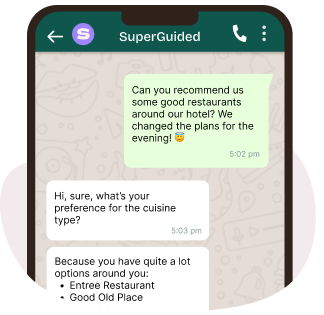 S
SuperGuided
Can you recommend us
some good restaurants
around our hotel? We
changed the plans for the
evening! 😇
5:02 pm
Hi, sure, what's your
preference for the cuisine
type?
5:03 pm
Because you have quite a lot
options around you:
• Entree Restaurant
• Good Old Place